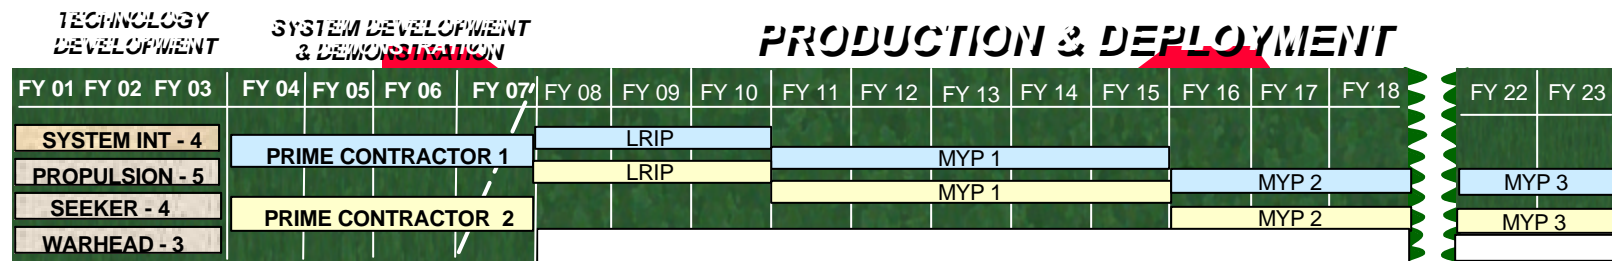 TECHNOLOGY DEVELOPMENT
SYSTEM DEVELOPMENT & DEMONSTRATION
PRODUCTION & DEPLOYMENT
FY 01 FY 02 FY 03 FY 04 FY 05 FY 06 FY 07 FY 08 FY 09 FY 10 FY 11 FY 12 FY 13 FY 14 FY 15 FY 16 FY 17 FY 18 FY 22 FY 23
SYSTEM INT - 4
PROPULSION - 5
SEEKER - 4
WARHEAD - 3
PRIME CONTRACTOR 1
PRIME CONTRACTOR 2
LRIP
LRIP
MYP 1
MYP 1
MYP 2
MYP 2
MYP 3
MYP 3